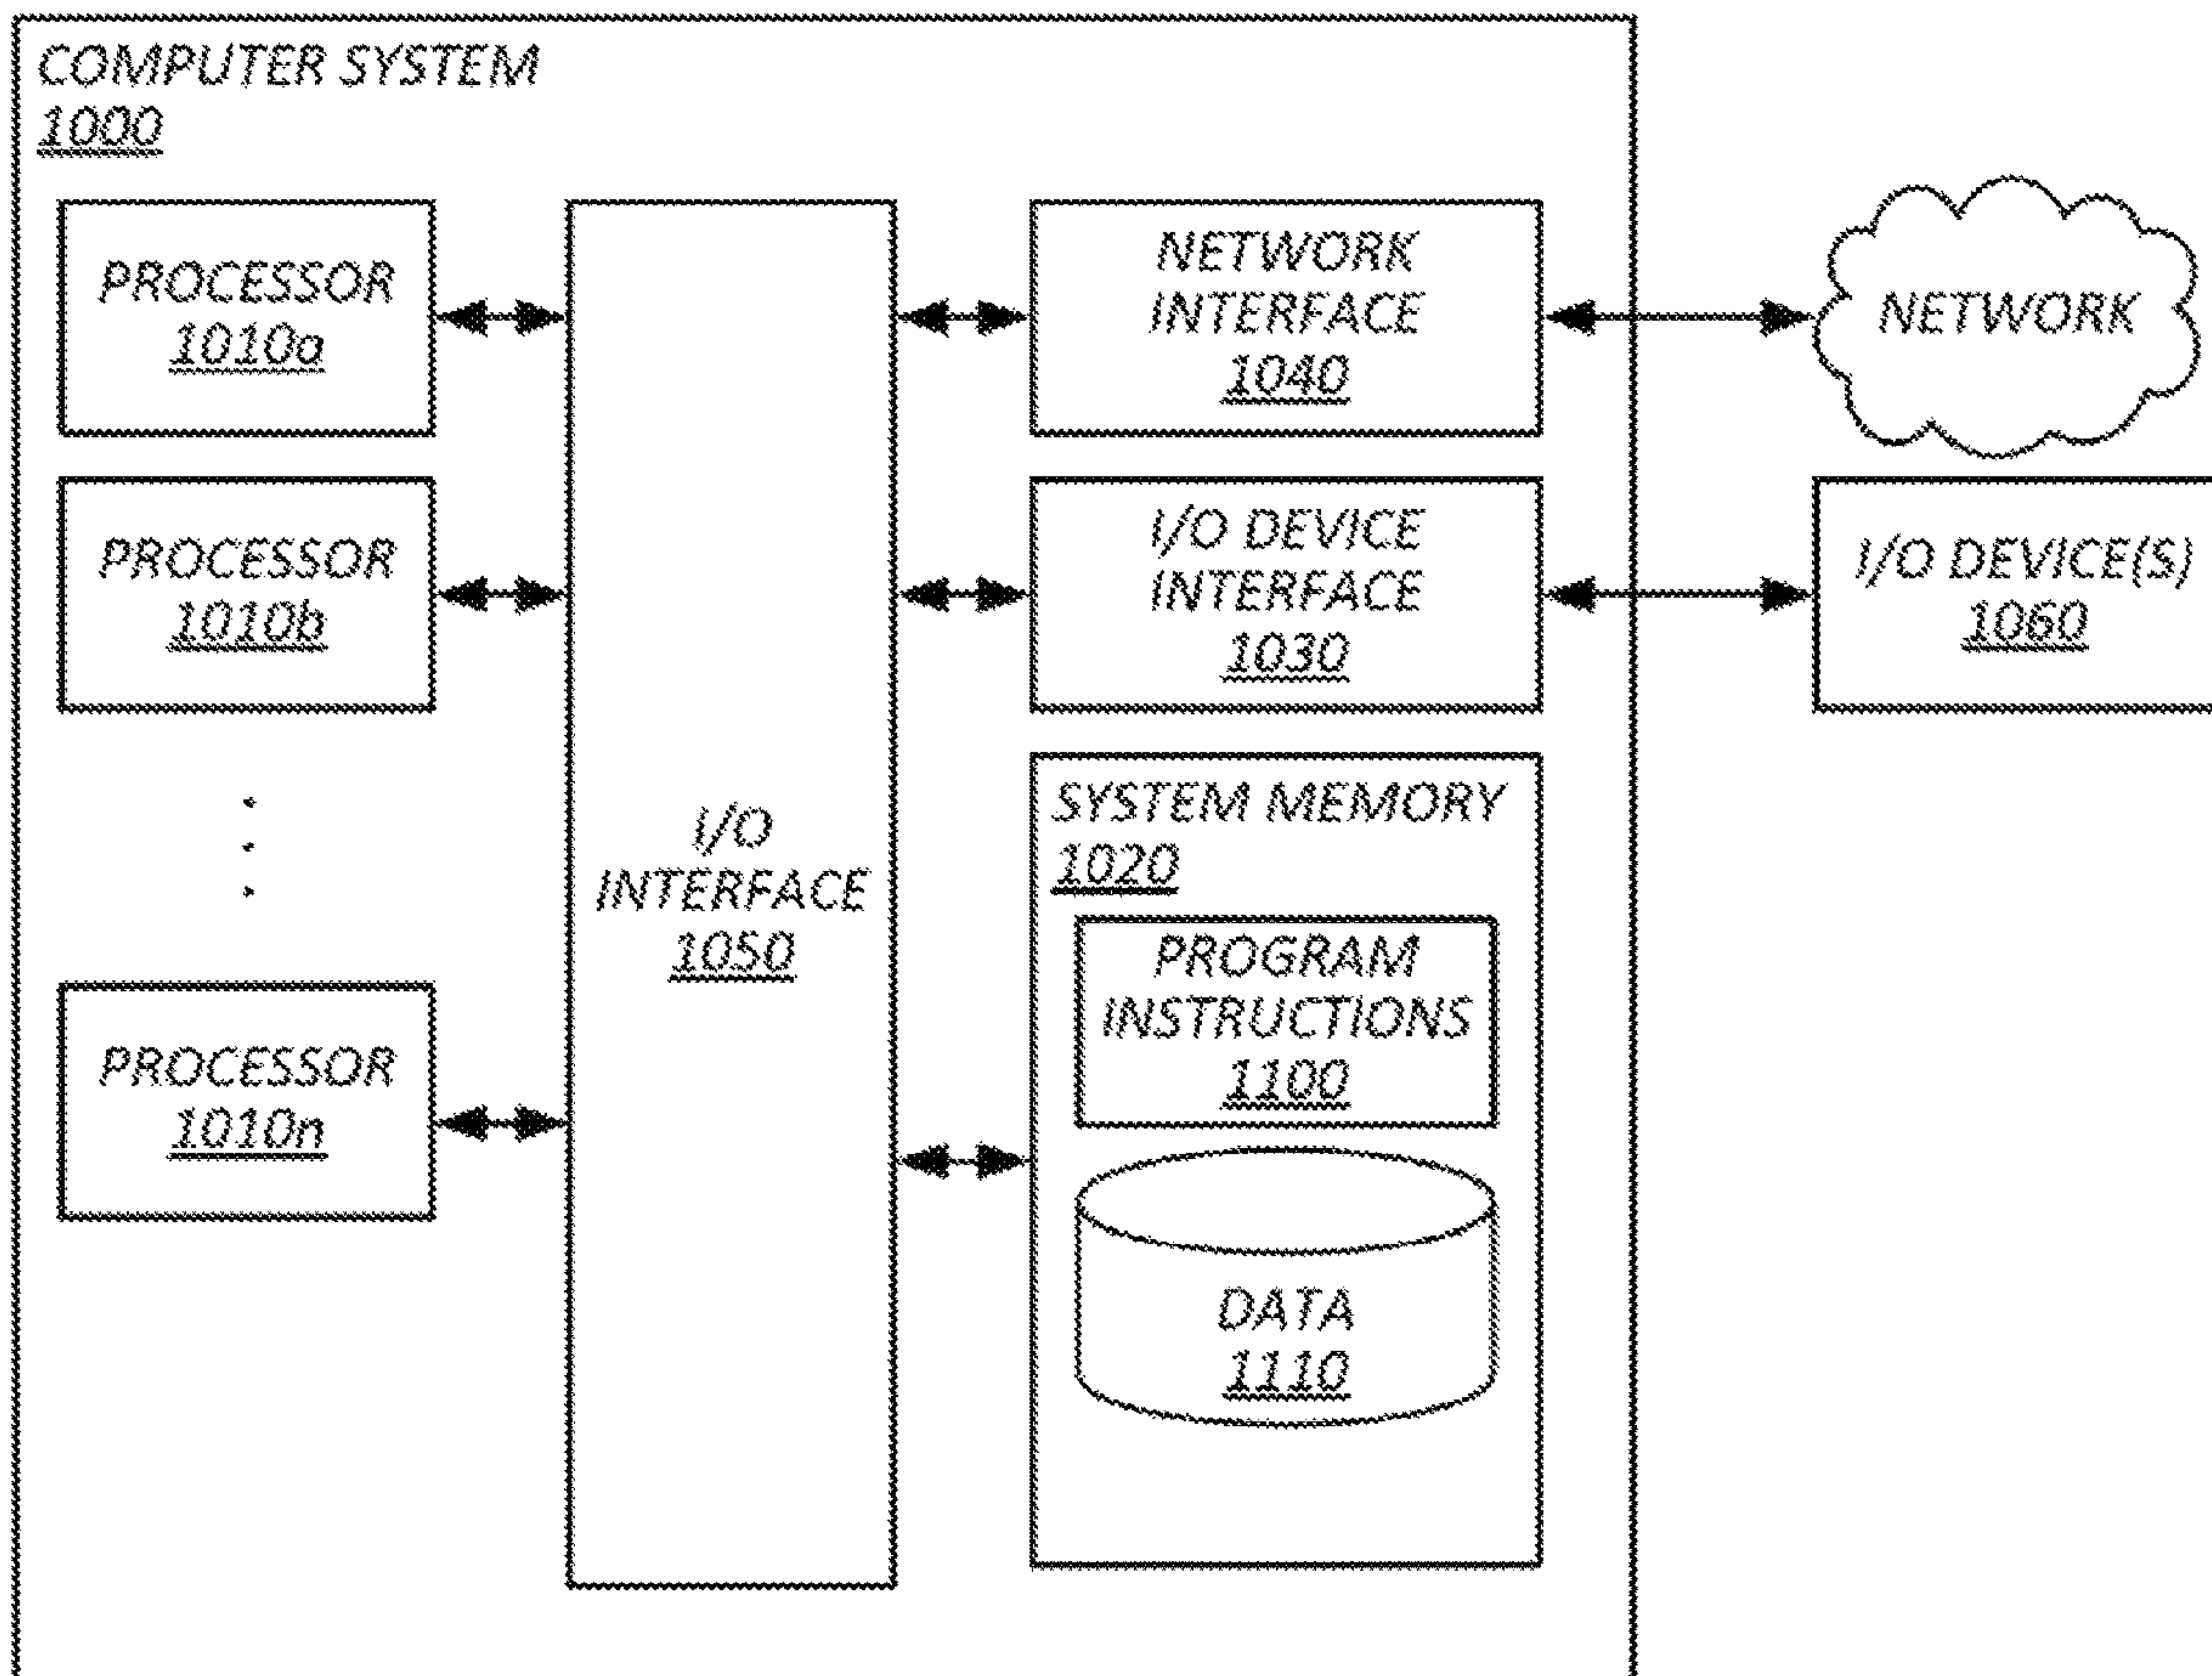 COMPUTER SYSTEM
1000
PROCESSOR
1010a
PROCESSOR
1010b
PROCESSOR
1010n
I/O
INTERFACE
1050
NETWORK
INTERFACE
1040
I/O DEVICE
INTERFACE
1030
SYSTEM MEMORY
1020
PROGRAM
INSTRUCTIONS
1100
DATA
1110
NETWORK
I/O DEVICE(S)
1060